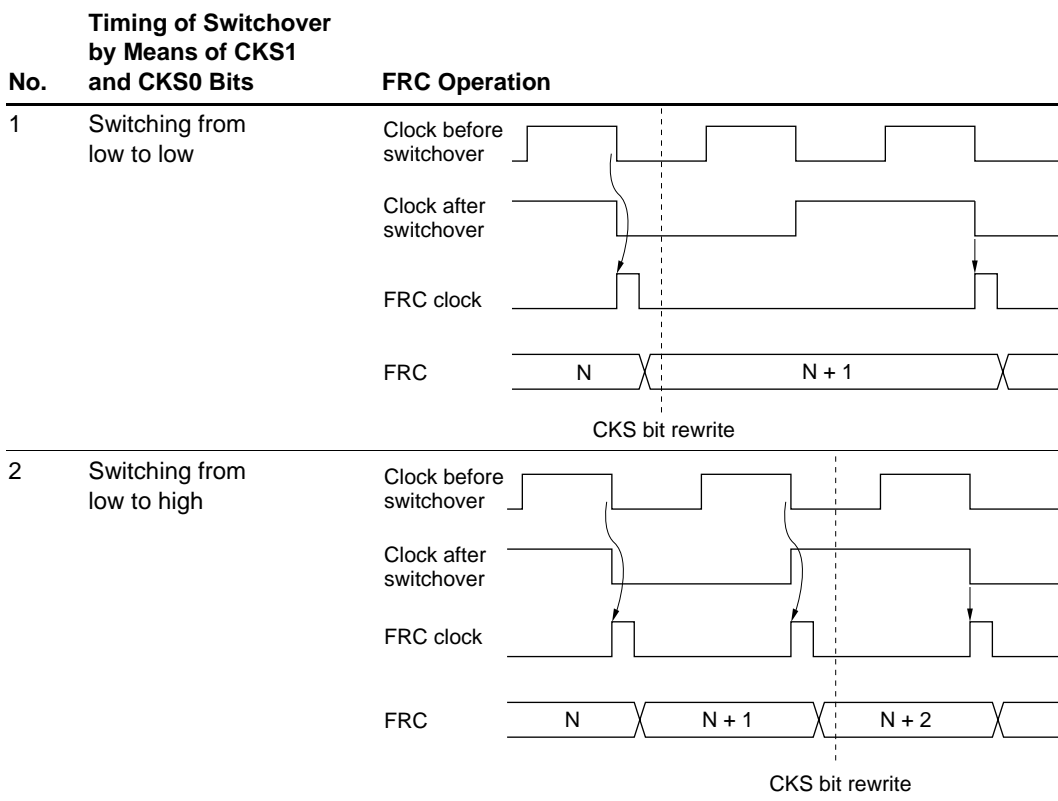 Timing of Switchover
by Means of CKS1
No. and CKS0 Bits FRC Operation
1 Switching from
low to low
Clock before
switchover
Clock after
switchover
FRC clock
FRC N N + 1
CKS bit rewrite
2 Switching from
low to high
Clock before
switchover
Clock after
switchover
FRC clock
FRC N N + 1 N + 2
CKS bit rewrite